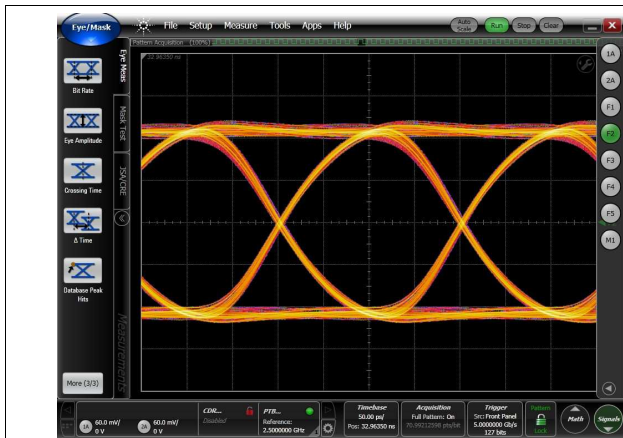 Eye/Mask
File Setup Measure Tools Apps Help
Auto
Scale
Run
Stop
Clear
Pattern Acquisition (100%)
32.96350 ns
Eye Meas
Mask Test
JSA/CRE
Bit Rate
Eye Amplitude
Crossing Time
Δ Time
Database Peak
Hits
More (3/3)
Measurements
1A
2A
F1
F2
F3
F4
F5
M1
1A 60.0 mV/
0 V
2A 60.0 mV/
0 V
CDR...
Disabled
PTB...
Reference:
2.5000000 GHz
Timebase
50.00 ps/
Pos: 32.96350 ns
Acquisition
Full Pattern: On
70.99212598 pts/bit
Trigger
Src: Front Panel
5.0000000 Gb/s
127 bits
Pattern
Lock
Math
Signals